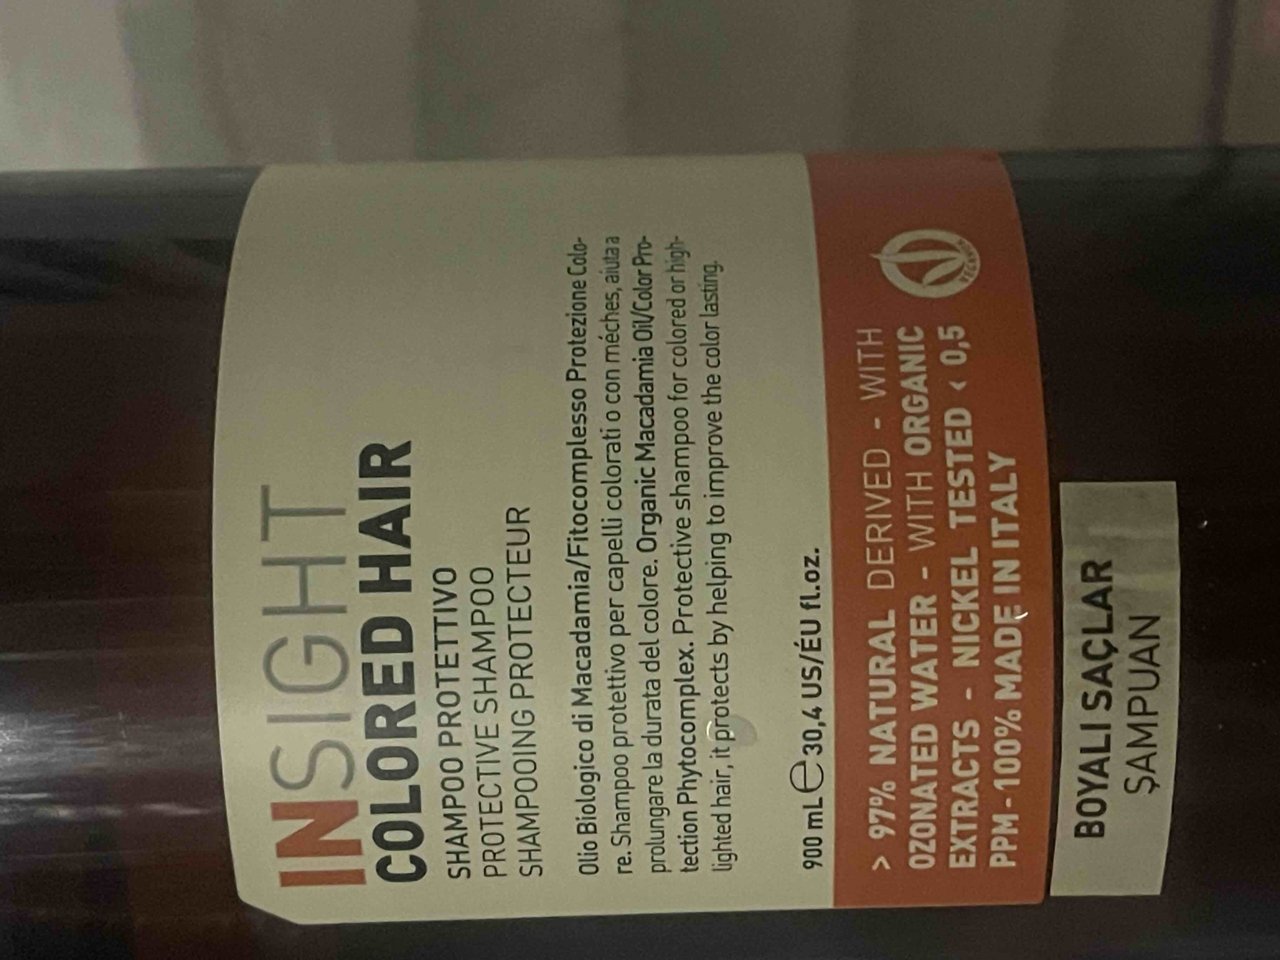 INSIGHT
COLORED HAIR
SHAMPOO PROTETTIVO
PROTECTIVE SHAMPOO
SHAMPOOING PROTECTEUR
Olio Biologico di Macadamia/Fitocomplesso Protezione Colo-
re. Shampoo protettivo per capelli colorati o con méches, aiuta a
prolungare la durata del colore. Organic Macadamia Oil/Color Pro-
tection Phytocomplex. Protective shampoo for colored or high-
lighted hair, it protects by helping to improve the color lasting.
900 mL ℮ 30,4 US/ÉU fl.oz.
> 97% NATURAL DERIVED - WITH
OZONATED WATER - WITH ORGANIC
EXTRACTS - NICKEL TESTED < 0,5
PPM - 100% MADE IN ITALY
BOYALI SAÇLAR
ŞAMPUAN